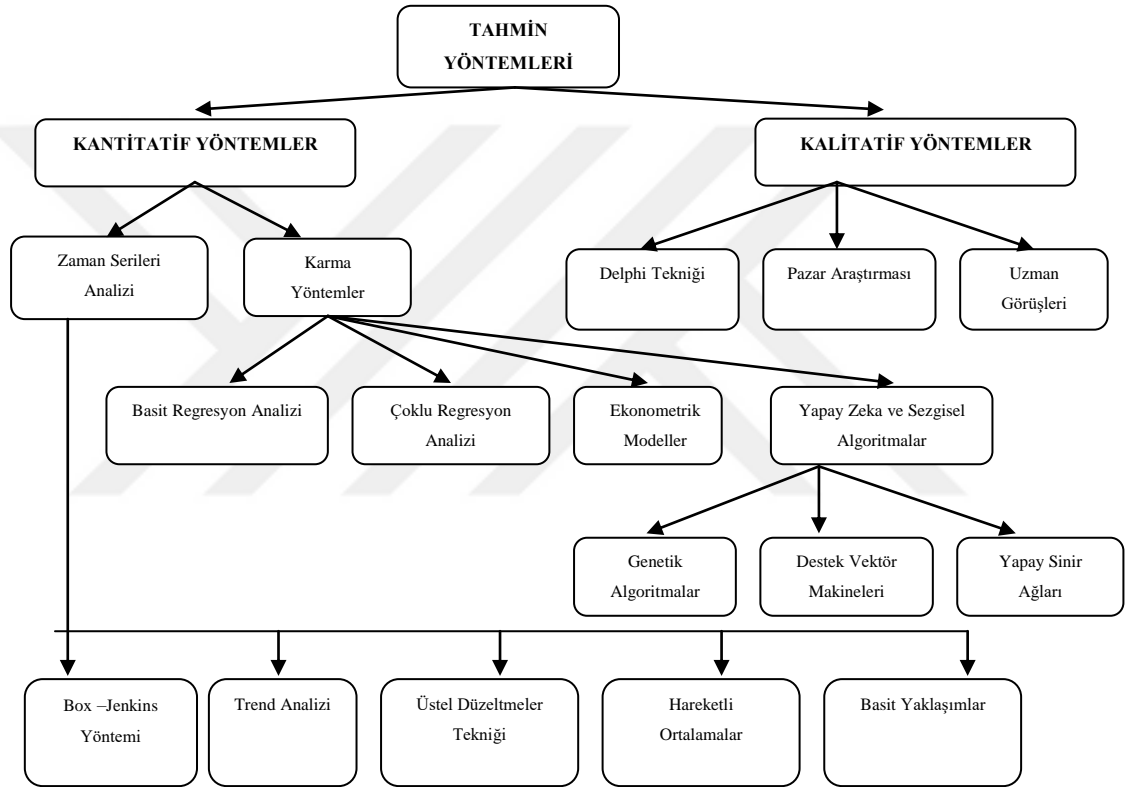 TAHMİN
YÖNTEMLERİ
KANTİTATİF YÖNTEMLER
KALİTATİF YÖNTEMLER
Zaman Serileri
Analizi
Karma
Yöntemler
Delphi Tekniği
Pazar Araştırması
Uzman
Görüşleri
Basit Regresyon Analizi
Çoklu Regresyon
Analizi
Ekonometrik
Modeller
Yapay Zeka ve Sezgisel
Algoritmalar
Genetik
Algoritmalar
Destek Vektör
Makineleri
Yapay Sinir
Ağları
Box –Jenkins
Yöntemi
Trend Analizi
Üstel Düzeltmeler
Tekniği
Hareketli
Ortalamalar
Basit Yaklaşımlar